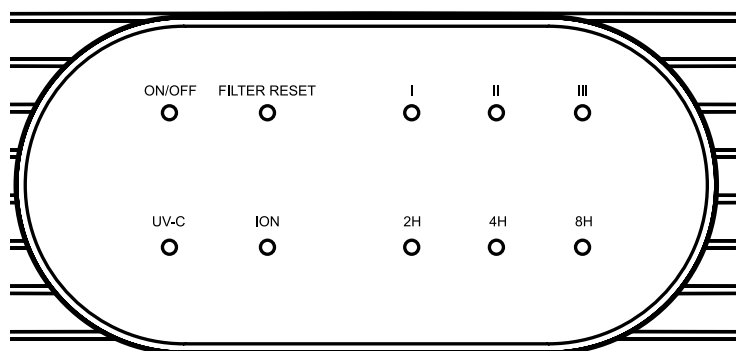 ON/OFF FILTER RESET I II III
UV-C ION 2H 4H 8H